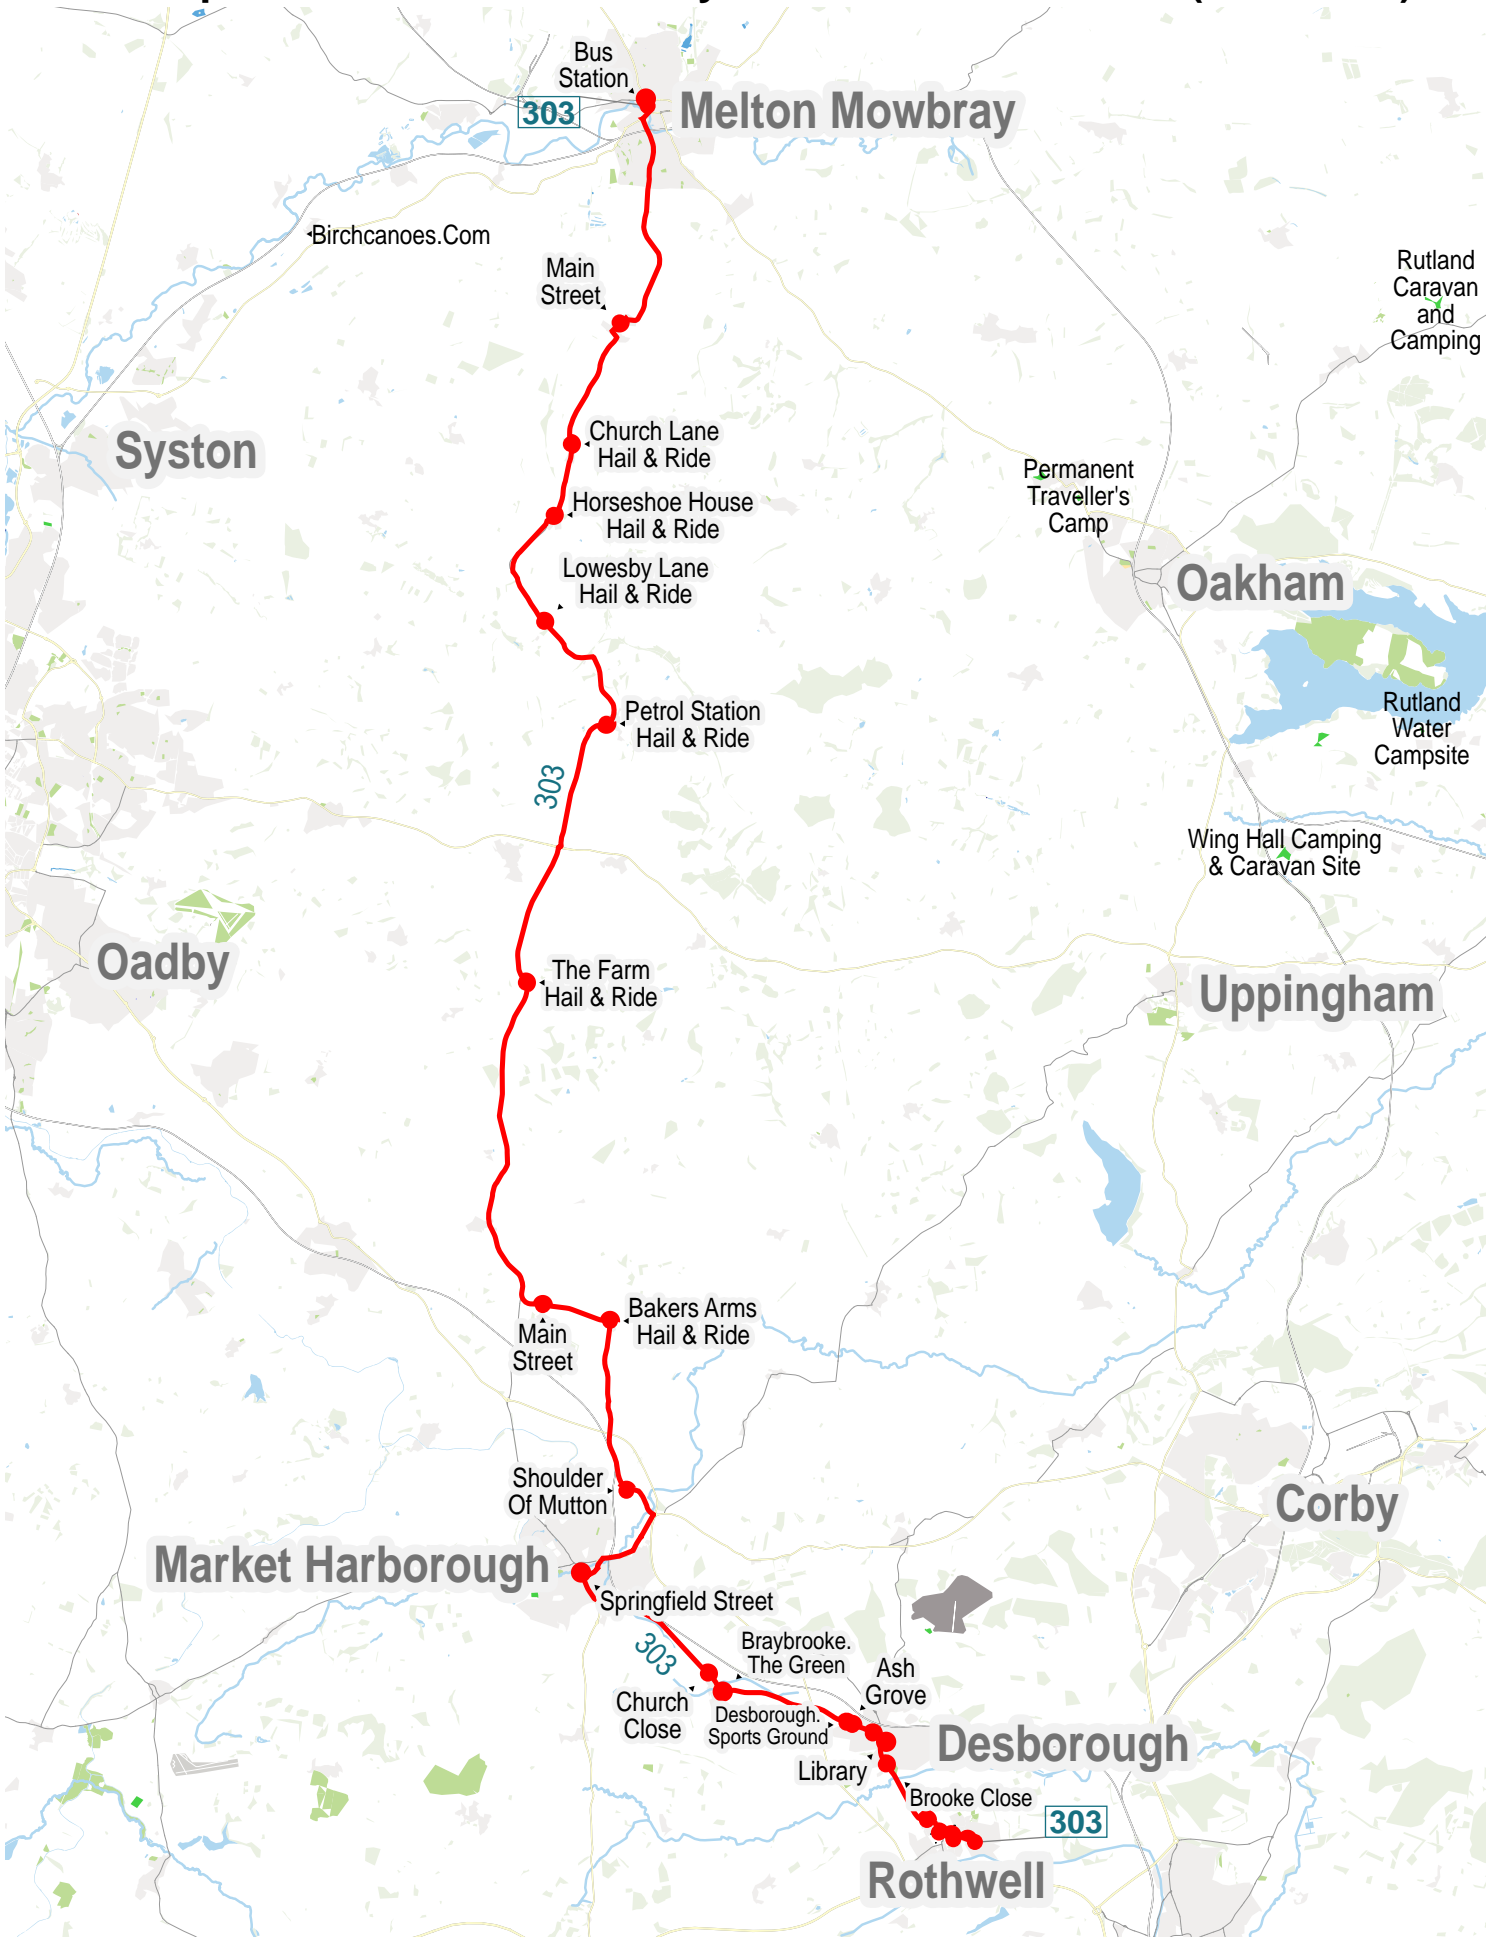 Bus
Station
303
Melton Mowbray
Birchcanoes.Com
Main
Street
Rutland
Caravan
and
Camping
Syston
Church Lane
Hail & Ride
Permanent
Traveller's
Camp
Horseshoe House
Hail & Ride
Lowesby Lane
Hail & Ride
Oakham
Petrol Station
Hail & Ride
Rutland
Water
Campsite
303
Wing Hall Camping
& Caravan Site
Oadby
The Farm
Hail & Ride
Uppingham
Main
Street
Bakers Arms
Hail & Ride
Shoulder
Of Mutton
Corby
Market Harborough
Springfield Street
303
Braybrooke.
The Green
Ash
Grove
Church
Close
Desborough.
Sports Ground
Desborough
Library
Brooke Close
303
Rothwell